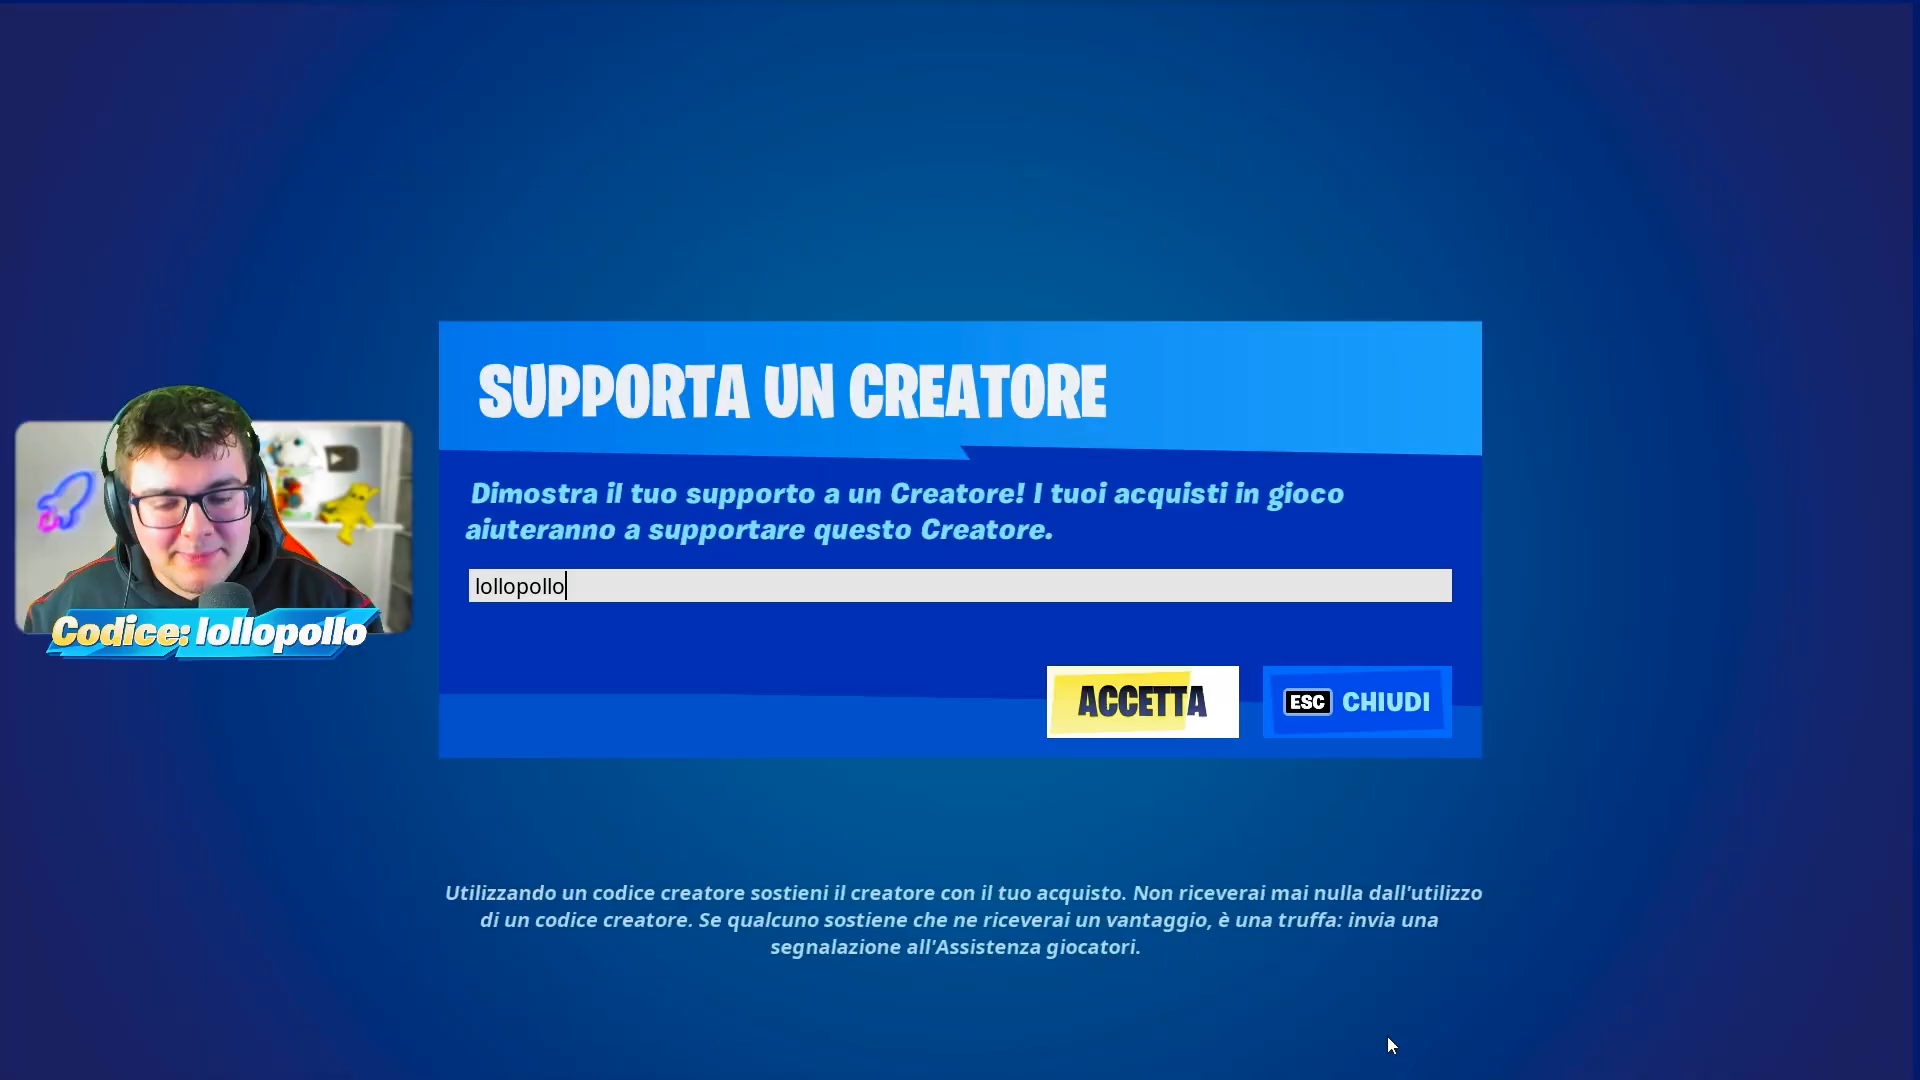 SUPPORTA UN CREATORE
Dimostra il tuo supporto a un Creatore! I tuoi acquisti in gioco
aiuteranno a supportare questo Creatore.
lollopollo
Codice: lollopollo
ACCETTA
ESC CHIUDI
Utilizzando un codice creatore sostieni il creatore con il tuo acquisto. Non riceverai mai nulla dall'utilizzo
di un codice creatore. Se qualcuno sostiene che ne riceverai un vantaggio, è una truffa: invia una
segnalazione all'Assistenza giocatori.